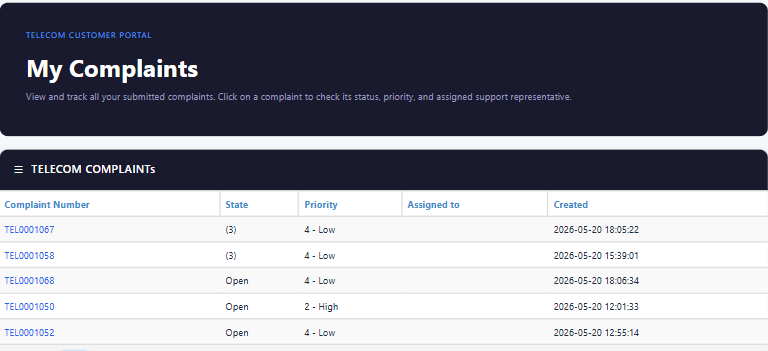 TELECOM CUSTOMER PORTAL
My Complaints
View and track all your submitted complaints. Click on a complaint to check its status, priority, and assigned support representative.
☰ TELECOM COMPLAINTs
Complaint Number State Priority Assigned to Created
TEL0001067 (3) 4 - Low 2026-05-20 18:05:22
TEL0001058 (3) 4 - Low 2026-05-20 15:39:01
TEL0001068 Open 4 - Low 2026-05-20 18:06:34
TEL0001050 Open 2 - High 2026-05-20 12:01:33
TEL0001052 Open 4 - Low 2026-05-20 12:55:14